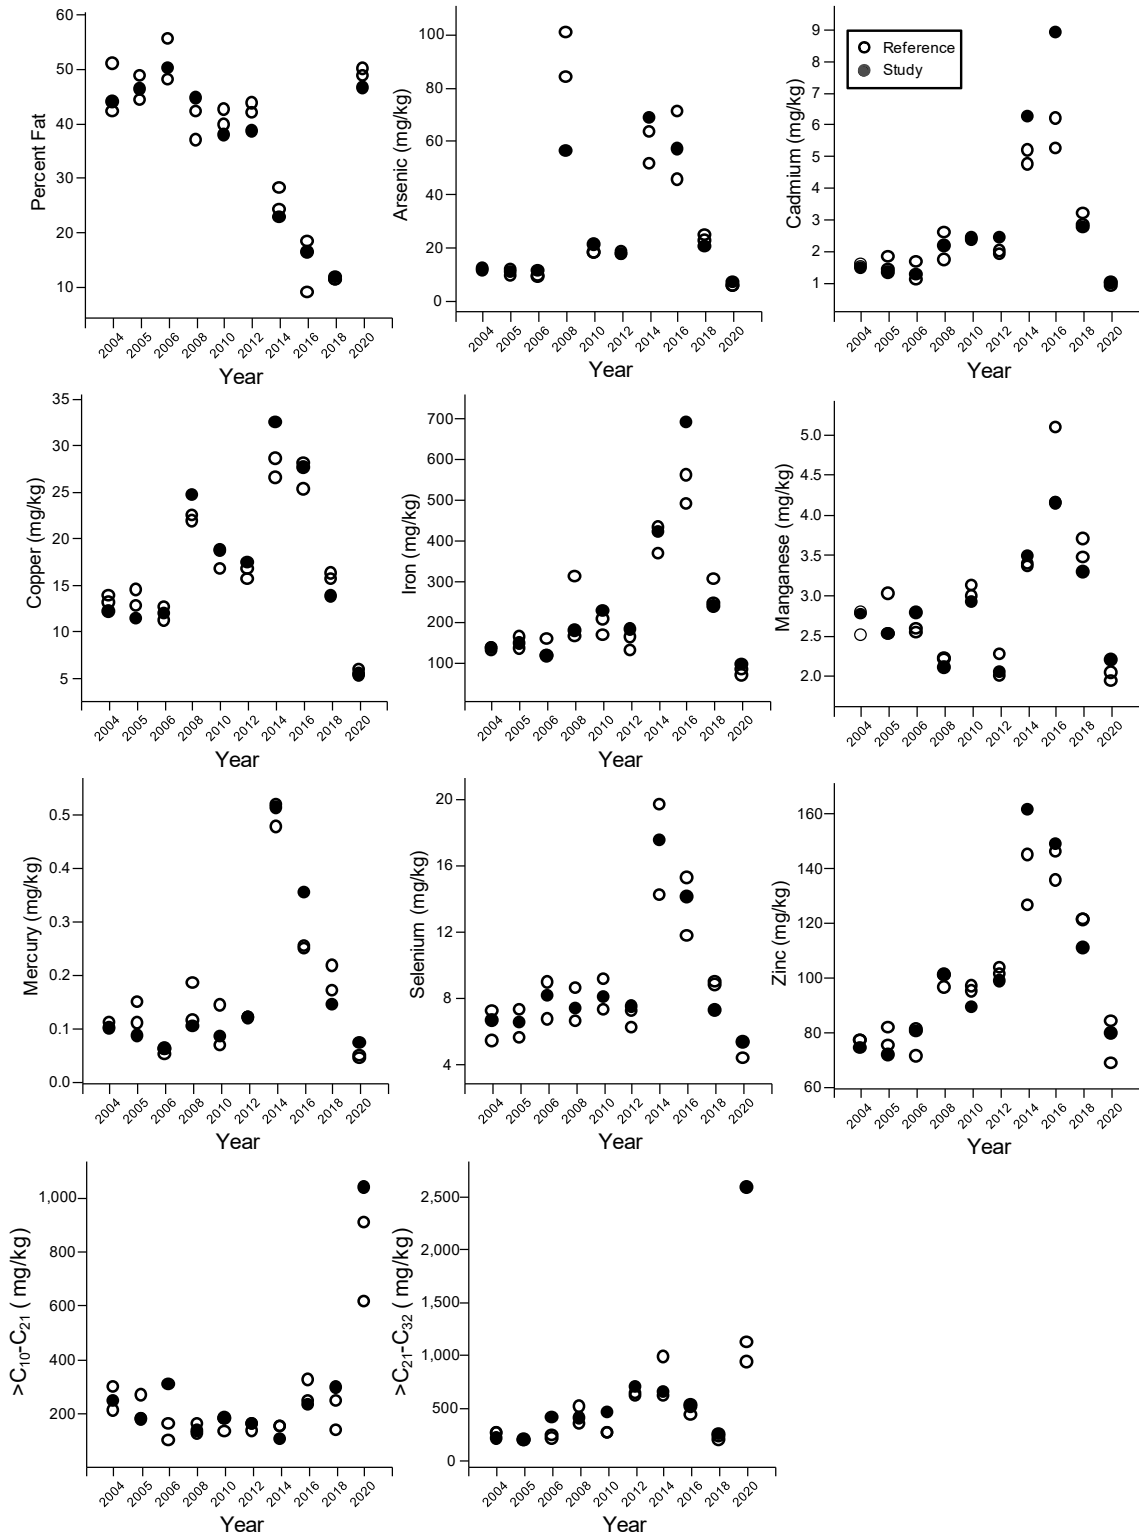 Percent Fat
60
50
40
30
20
10
2004 2005 2006 2008 2010 2012 2014 2016 2018 2020
Year
Arsenic (mg/kg)
100
80
60
40
20
0
2004 2005 2006 2008 2010 2012 2014 2016 2018 2020
Year
Cadmium (mg/kg)
9
8
7
6
5
4
3
2
1
Reference
Study
2004 2005 2006 2008 2010 2012 2014 2016 2018 2020
Year
Copper (mg/kg)
35
30
25
20
15
10
5
2004 2005 2006 2008 2010 2012 2014 2016 2018 2020
Year
Iron (mg/kg)
700
600
500
400
300
200
100
2004 2005 2006 2008 2010 2012 2014 2016 2018 2020
Year
Manganese (mg/kg)
5.0
4.5
4.0
3.5
3.0
2.5
2.0
2004 2005 2006 2008 2010 2012 2014 2016 2018 2020
Year
Mercury (mg/kg)
0.5
0.4
0.3
0.2
0.1
0.0
2004 2005 2006 2008 2010 2012 2014 2016 2018 2020
Year
Selenium (mg/kg)
20
16
12
8
4
2004 2005 2006 2008 2010 2012 2014 2016 2018 2020
Year
Zinc (mg/kg)
160
140
120
100
80
60
2004 2005 2006 2008 2010 2012 2014 2016 2018 2020
Year
>C10-C21 ( mg/kg)
1,000
800
600
400
200
2004 2005 2006 2008 2010 2012 2014 2016 2018 2020
Year
>C21-C32 ( mg/kg)
2,500
2,000
1,500
1,000
500
0
2004 2005 2006 2008 2010 2012 2014 2016 2018 2020
Year